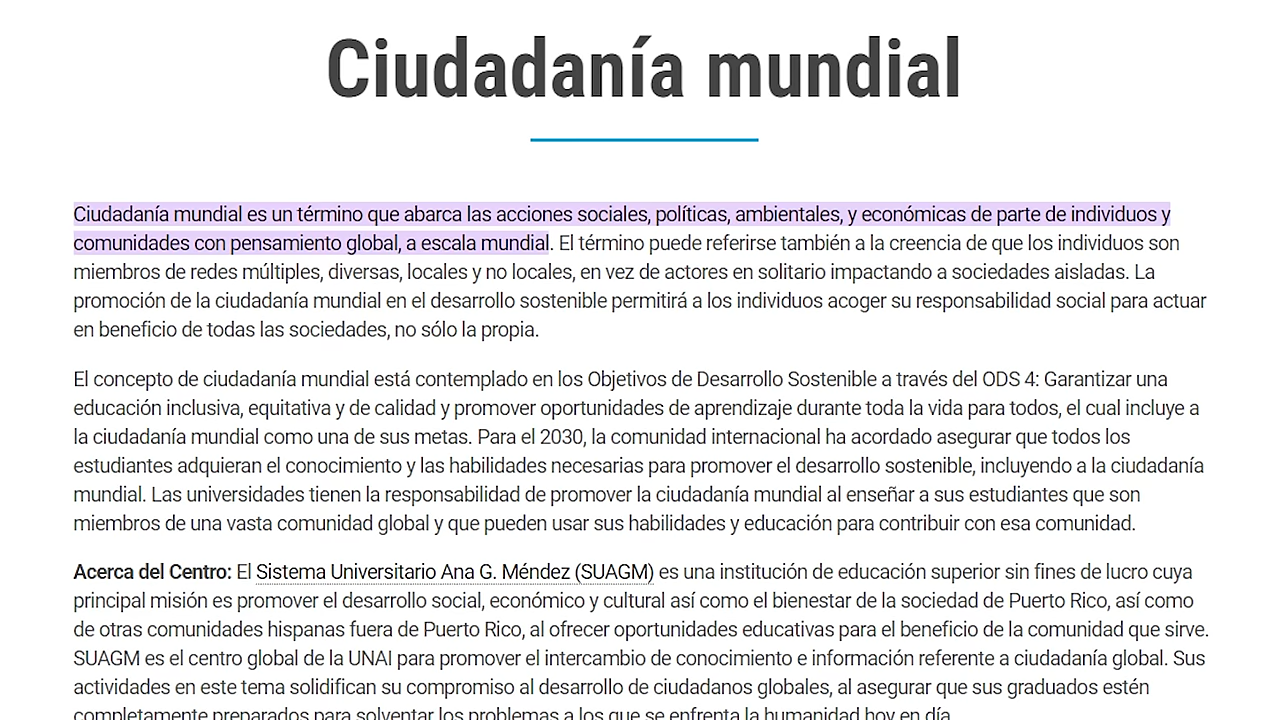 Ciudadanía mundial
Ciudadanía mundial es un término que abarca las acciones sociales, políticas, ambientales, y económicas de parte de individuos y
comunidades con pensamiento global, a escala mundial. El término puede referirse también a la creencia de que los individuos son
miembros de redes múltiples, diversas, locales y no locales, en vez de actores en solitario impactando a sociedades aisladas. La
promoción de la ciudadanía mundial en el desarrollo sostenible permitirá a los individuos acoger su responsabilidad social para actuar
en beneficio de todas las sociedades, no sólo la propia.
El concepto de ciudadanía mundial está contemplado en los Objetivos de Desarrollo Sostenible a través del ODS 4: Garantizar una
educación inclusiva, equitativa y de calidad y promover oportunidades de aprendizaje durante toda la vida para todos, el cual incluye a
la ciudadanía mundial como una de sus metas. Para el 2030, la comunidad internacional ha acordado asegurar que todos los
estudiantes adquieran el conocimiento y las habilidades necesarias para promover el desarrollo sostenible, incluyendo a la ciudadanía
mundial. Las universidades tienen la responsabilidad de promover la ciudadanía mundial al enseñar a sus estudiantes que son
miembros de una vasta comunidad global y que pueden usar sus habilidades y educación para contribuir con esa comunidad.
Acerca del Centro: El Sistema Universitario Ana G. Méndez (SUAGM) es una institución de educación superior sin fines de lucro cuya
principal misión es promover el desarrollo social, económico y cultural así como el bienestar de la sociedad de Puerto Rico, así como
de otras comunidades hispanas fuera de Puerto Rico, al ofrecer oportunidades educativas para el beneficio de la comunidad que sirve.
SUAGM es el centro global de la UNAI para promover el intercambio de conocimiento e información referente a ciudadanía global. Sus
actividades en este tema solidifican su compromiso al desarrollo de ciudadanos globales, al asegurar que sus graduados estén
completamente preparados para solventar los problemas a los que se enfrenta la humanidad hoy en día.